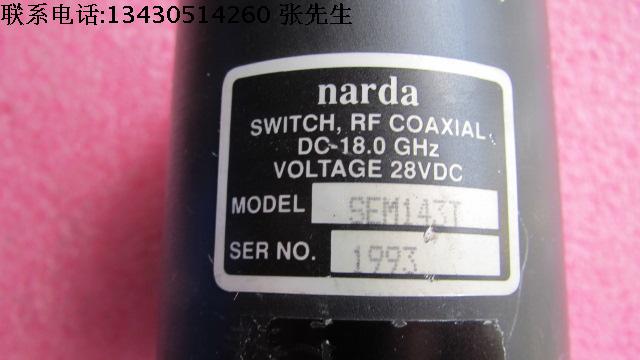 联系电话:13430514260 张先生
narda
SWITCH, RF COAXIAL
DC-18.0 GHz
VOLTAGE 28VDC
MODEL SEM143T
SER NO. 1993